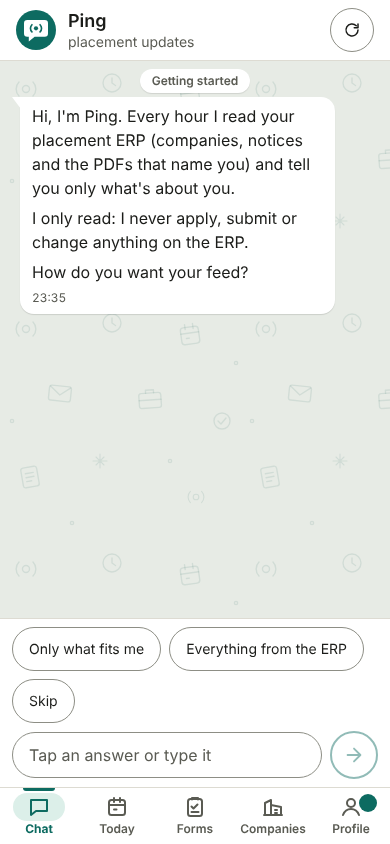 Ping
placement updates
Getting started
Hi, I'm Ping. Every hour I read your
placement ERP (companies, notices
and the PDFs that name you) and tell
you only what's about you.
I only read: I never apply, submit or
change anything on the ERP.
How do you want your feed?
23:35
Only what fits me
Everything from the ERP
Skip
Tap an answer or type it
Chat
Today
Forms
Companies
Profile